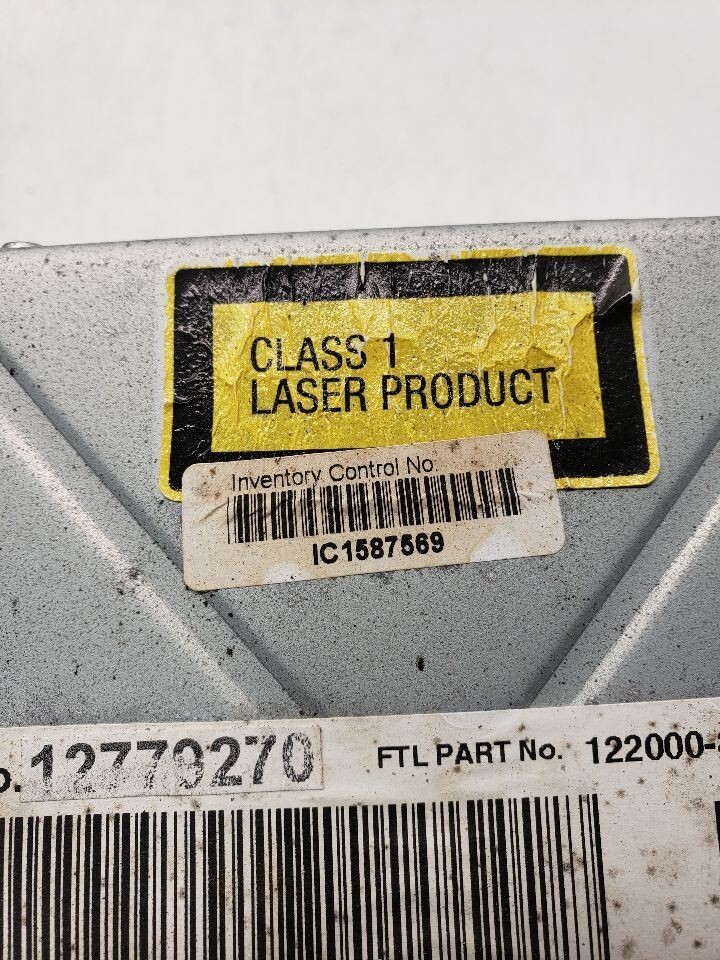 CLASS 1
LASER PRODUCT
Inventory Control No.
IC1587569
o. 12779270 FTL PART No. 122000-